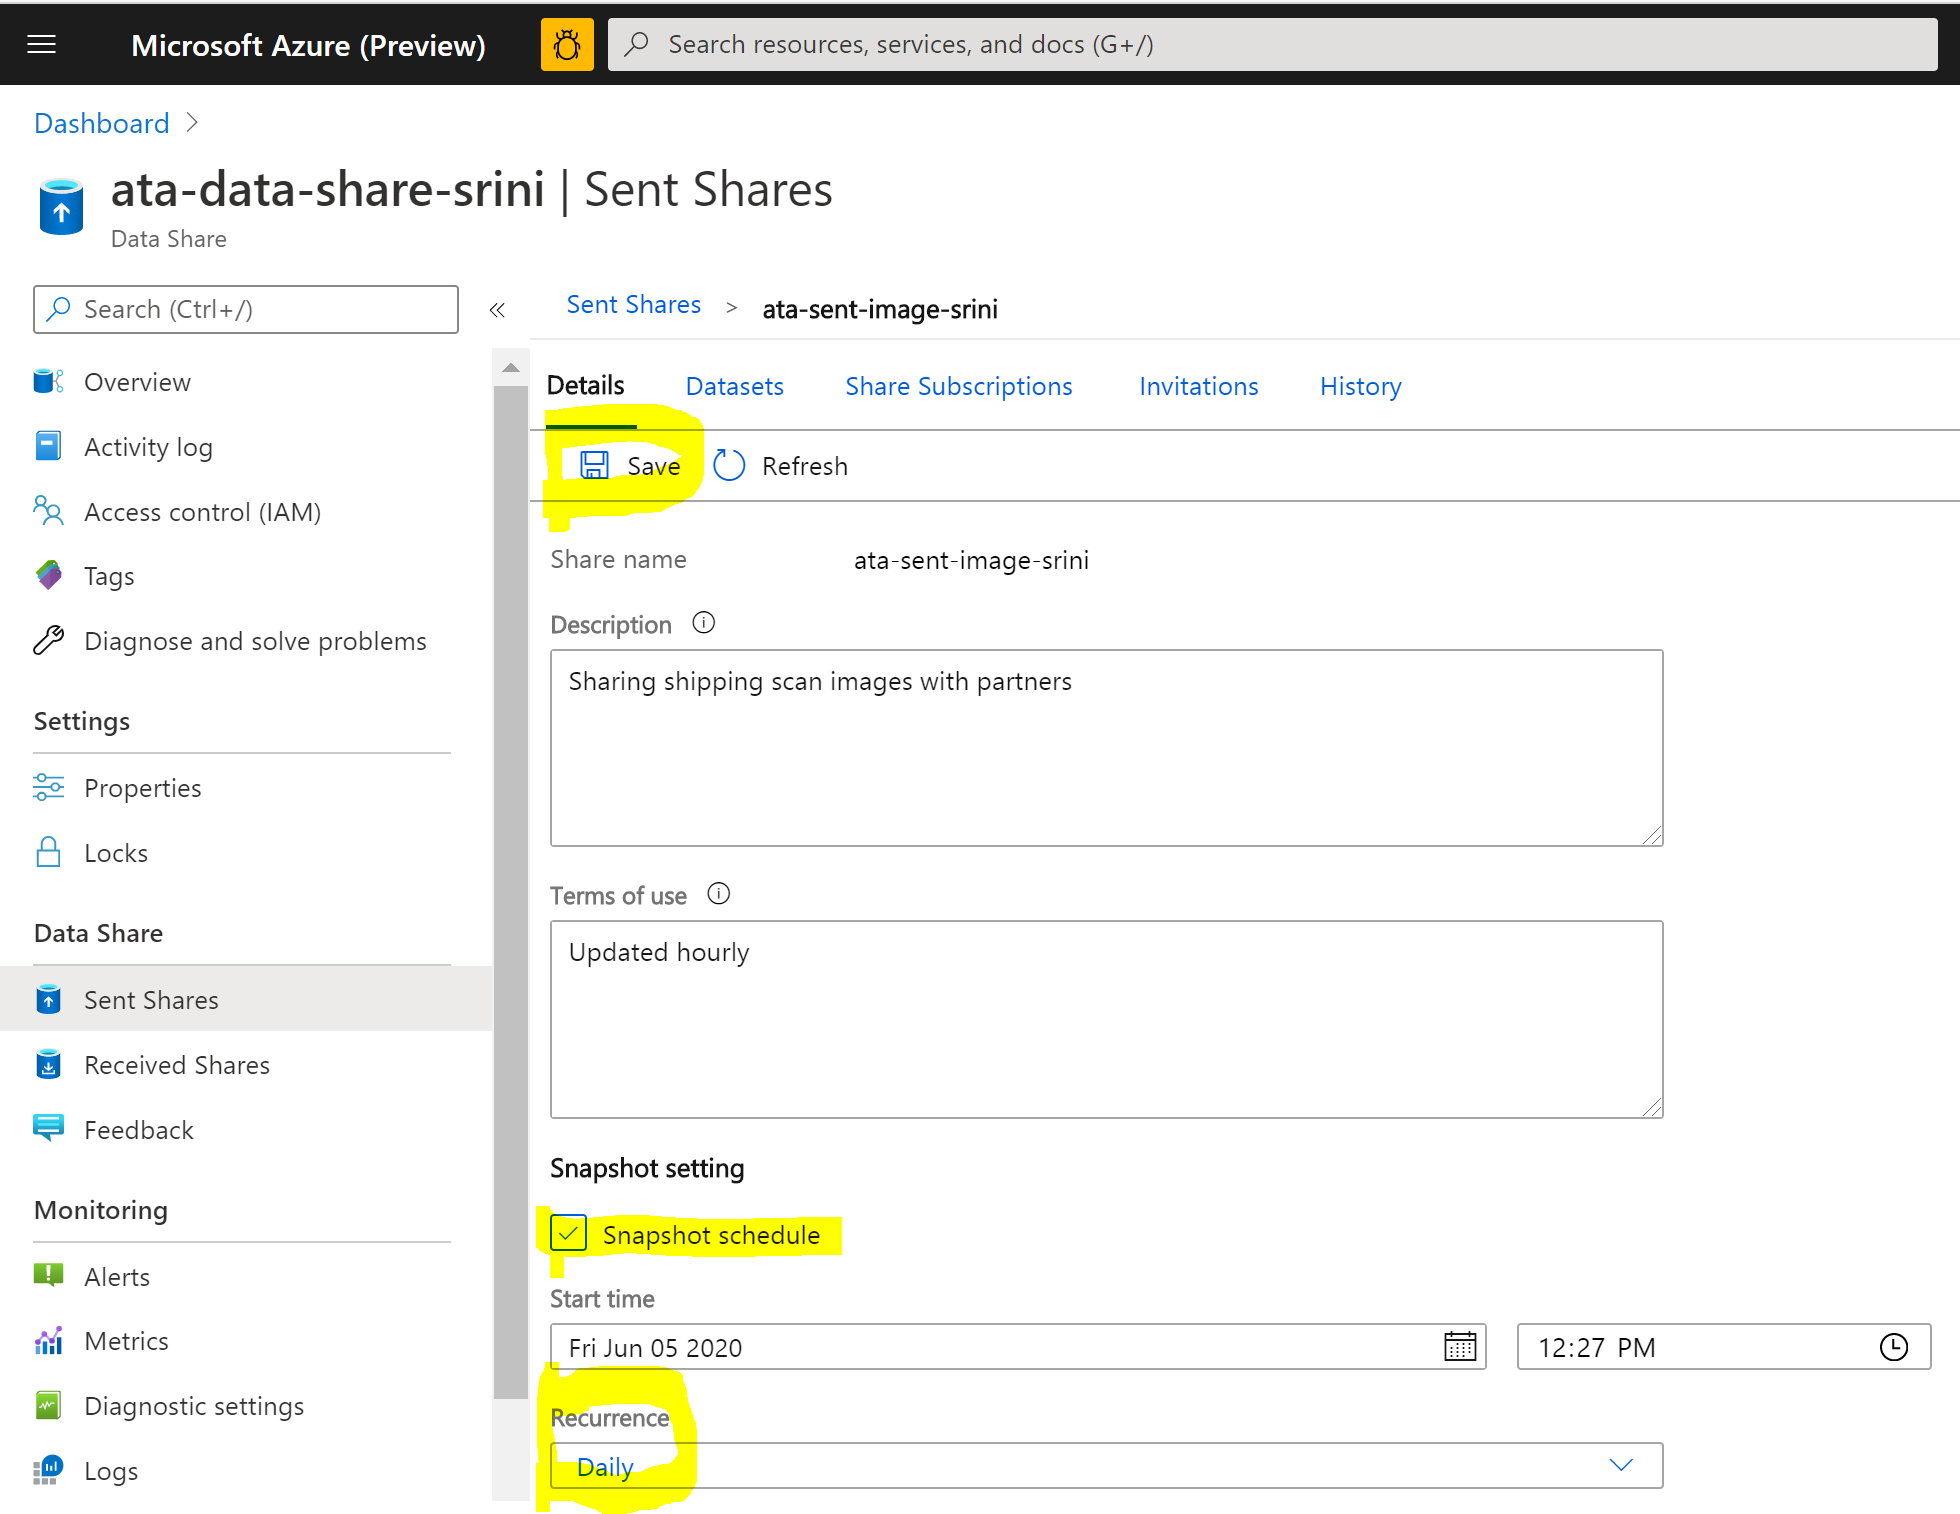 Microsoft Azure (Preview)
Search resources, services, and docs (G+/)
Dashboard >
ata-data-share-srini | Sent Shares
Data Share
Search (Ctrl+/)
«
Overview
Activity log
Access control (IAM)
Tags
Diagnose and solve problems
Settings
Properties
Locks
Data Share
Sent Shares
Received Shares
Feedback
Monitoring
Alerts
Metrics
Diagnostic settings
Logs
Sent Shares > ata-sent-image-srini
Details Datasets Share Subscriptions Invitations History
Save Refresh
Share name ata-sent-image-srini
Description
Sharing shipping scan images with partners
Terms of use
Updated hourly
Snapshot setting
Snapshot schedule
Start time
Fri Jun 05 2020 12:27 PM
Recurrence
Daily